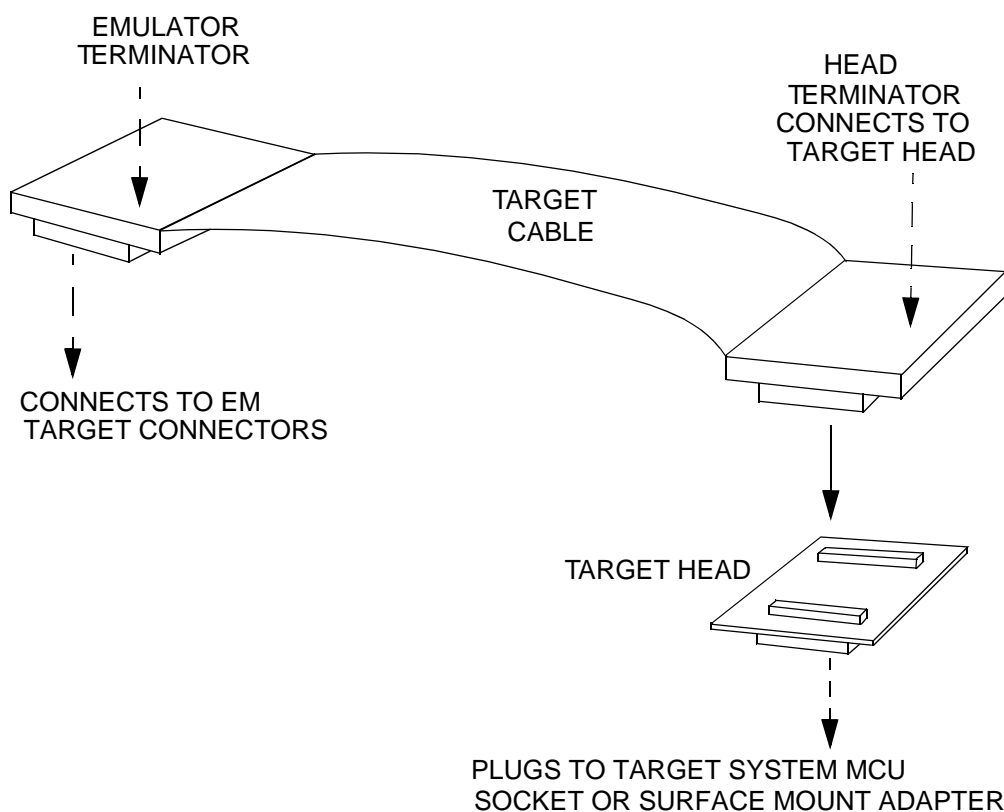 EMULATOR
TERMINATOR
HEAD
TERMINATOR
CONNECTS TO
TARGET HEAD
TARGET
CABLE
CONNECTS TO EM
TARGET CONNECTORS
TARGET HEAD
PLUGS TO TARGET SYSTEM MCU
SOCKET OR SURFACE MOUNT ADAPTER